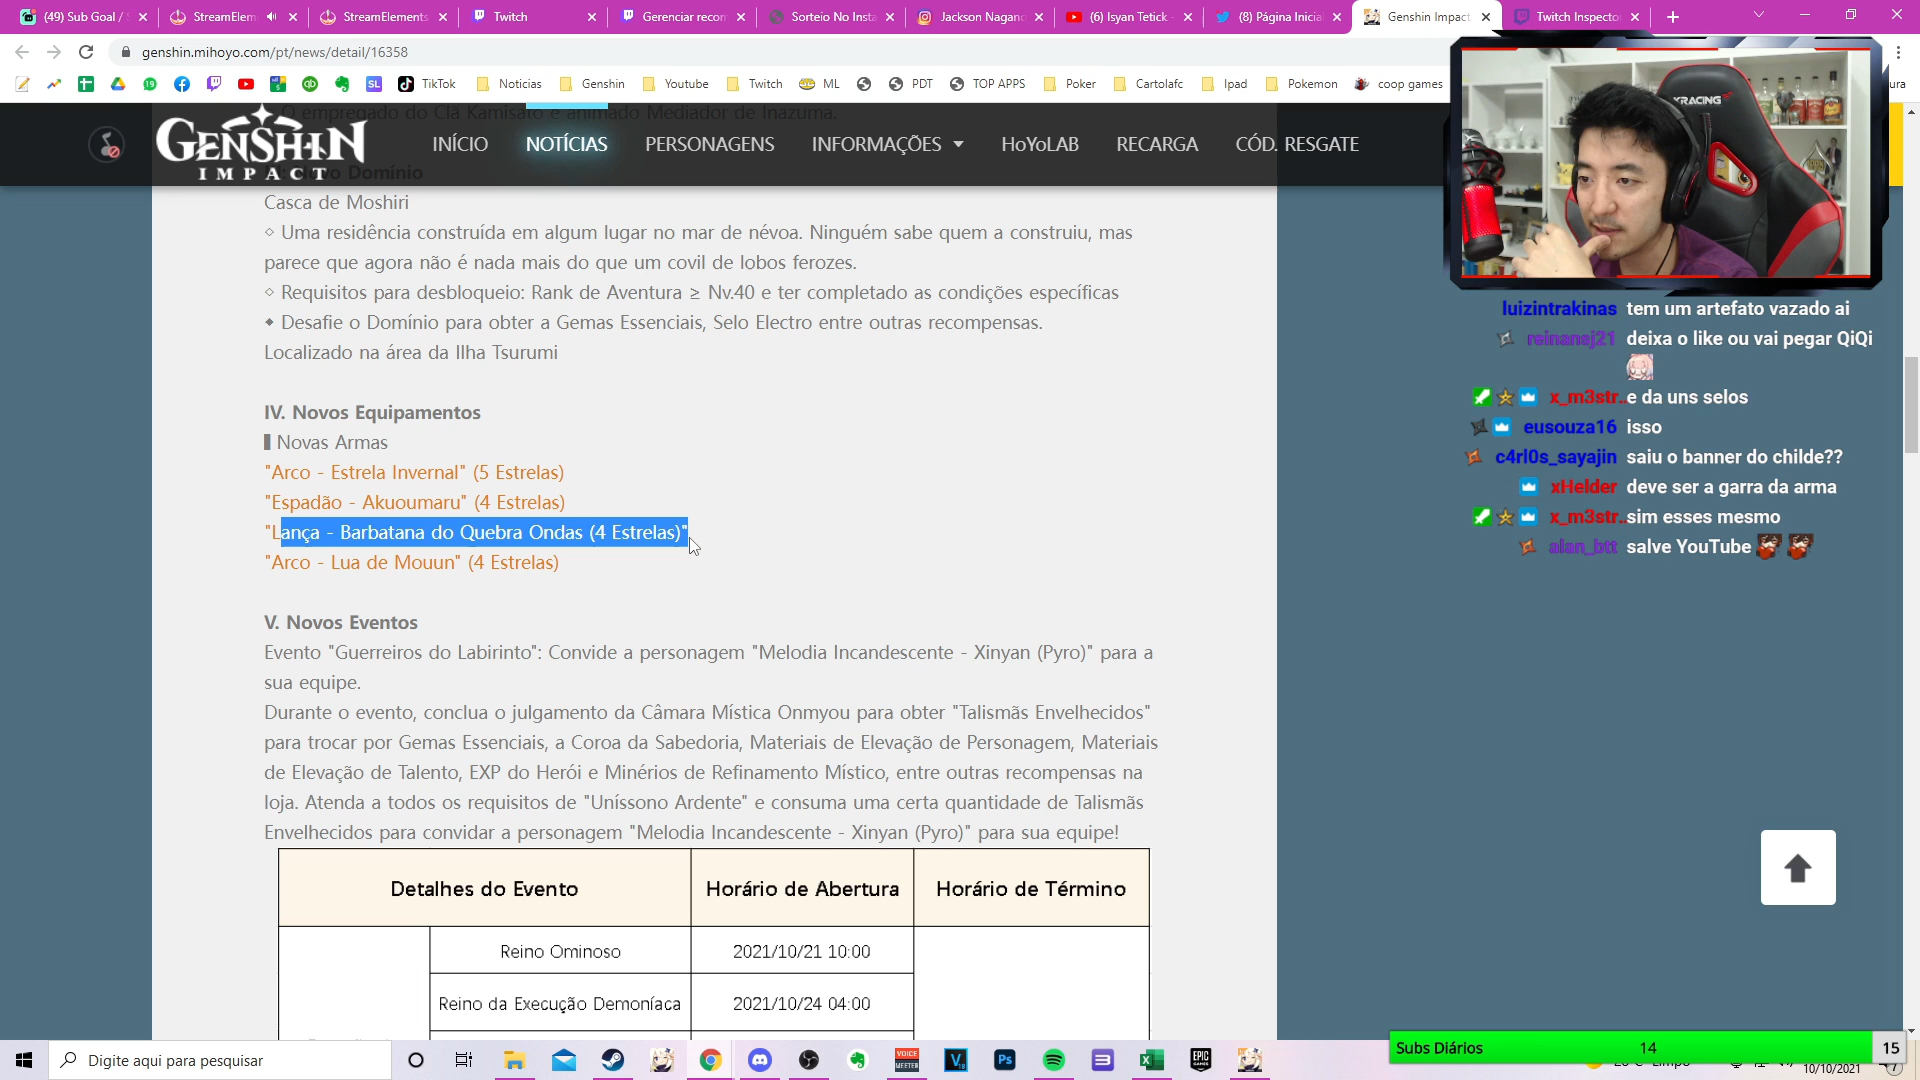 (49) Sub Goal /
StreamElem
StreamElements
Twitch
Gerenciar recom
Sorteio No Insta
Jackson Nagano
(6) Isyan Tetick
(8) Página Inicial
Genshin Impact
Twitch Inspector
genshin.mihoyo.com/pt/news/detail/16358
TikTok
Noticias
Genshin
Youtube
Twitch
ML
PDT
TOP APPS
Poker
Cartolafc
Ipad
Pokemon
coop games
GENSHIN
IMPACT
INÍCIO
NOTÍCIAS
PERSONAGENS
INFORMAÇÕES
HoYoLAB
RECARGA
CÓD. RESGATE
Casca de Moshiri
◇ Uma residência construída em algum lugar no mar de névoa. Ninguém sabe quem a construiu, mas
parece que agora não é nada mais do que um covil de lobos ferozes.
◇ Requisitos para desbloqueio: Rank de Aventura ≥ Nv.40 e ter completado as condições específicas
◆ Desafie o Domínio para obter a Gemas Essenciais, Selo Electro entre outras recompensas.
Localizado na área da Ilha Tsurumi
IV. Novos Equipamentos
▌Novas Armas
"Arco - Estrela Invernal" (5 Estrelas)
"Espadão - Akuoumaru" (4 Estrelas)
"Lança - Barbatana do Quebra Ondas (4 Estrelas)"
"Arco - Lua de Mouun" (4 Estrelas)
V. Novos Eventos
Evento "Guerreiros do Labirinto": Convide a personagem "Melodia Incandescente - Xinyan (Pyro)" para a
sua equipe.
Durante o evento, conclua o julgamento da Câmara Mística Onmyou para obter "Talismãs Envelhecidos"
para trocar por Gemas Essenciais, a Coroa da Sabedoria, Materiais de Elevação de Personagem, Materiais
de Elevação de Talento, EXP do Herói e Minérios de Refinamento Místico, entre outras recompensas na
loja. Atenda a todos os requisitos de "Uníssono Ardente" e consuma uma certa quantidade de Talismãs
Envelhecidos para convidar a personagem "Melodia Incandescente - Xinyan (Pyro)" para sua equipe!
Detalhes do Evento
Horário de Abertura
Horário de Término
Reino Ominoso
2021/10/21 10:00
Reino da Execução Demoníaca
2021/10/24 04:00
XRACING
luizintrakinas tem um artefato vazado ai
reinanej21 deixa o like ou vai pegar QiQi
x_m3str.. e da uns selos
eusouza16 isso
c4rl0s_sayajin saiu o banner do childe??
xHelder deve ser a garra da arma
x_m3str.. sim esses mesmo
alan_btt salve YouTube
Subs Diários
14
15
Digite aqui para pesquisar
10/10/2021